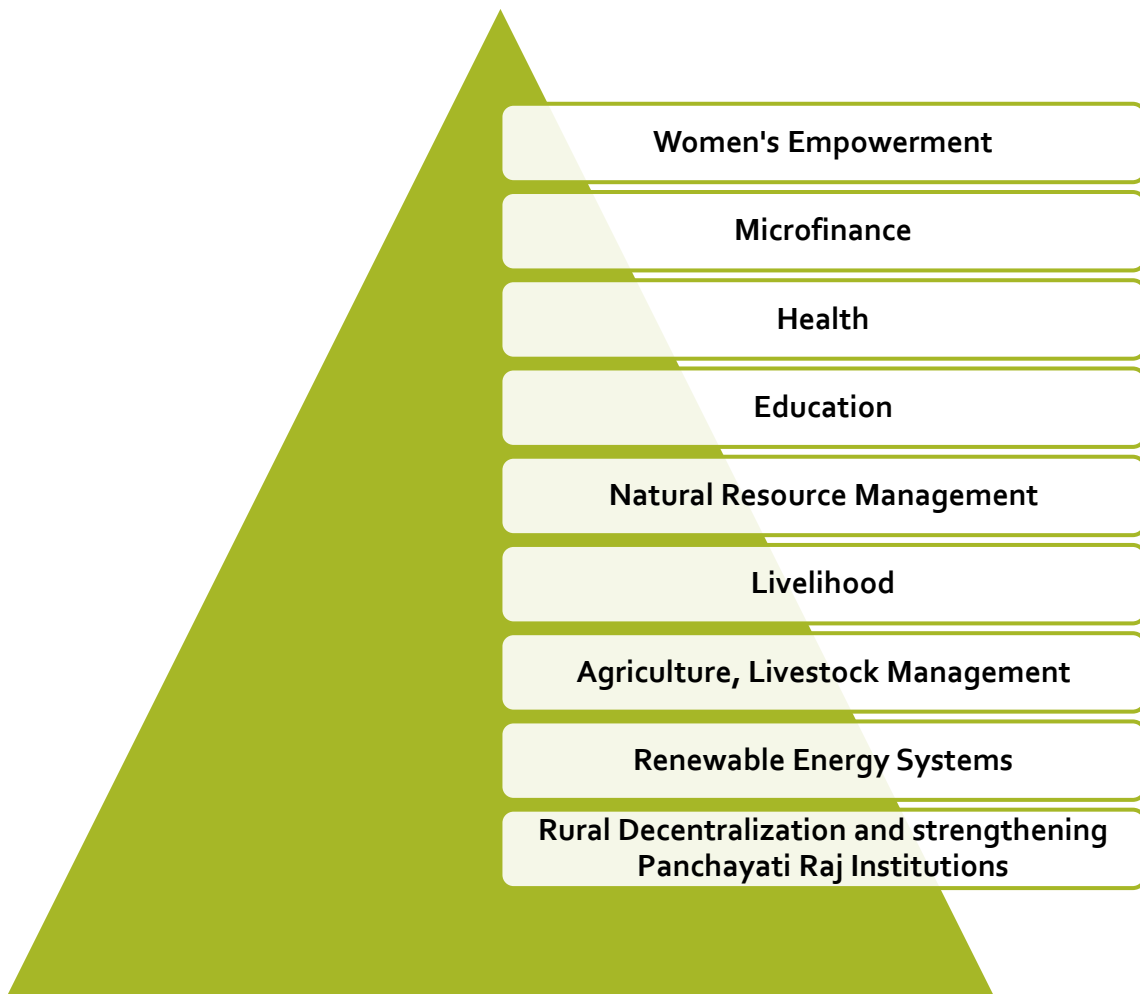 Women's Empowerment
Microfinance
Health
Education
Natural Resource Management
Livelihood
Agriculture, Livestock Management
Renewable Energy Systems
Rural Decentralization and strengthening
Panchayati Raj Institutions